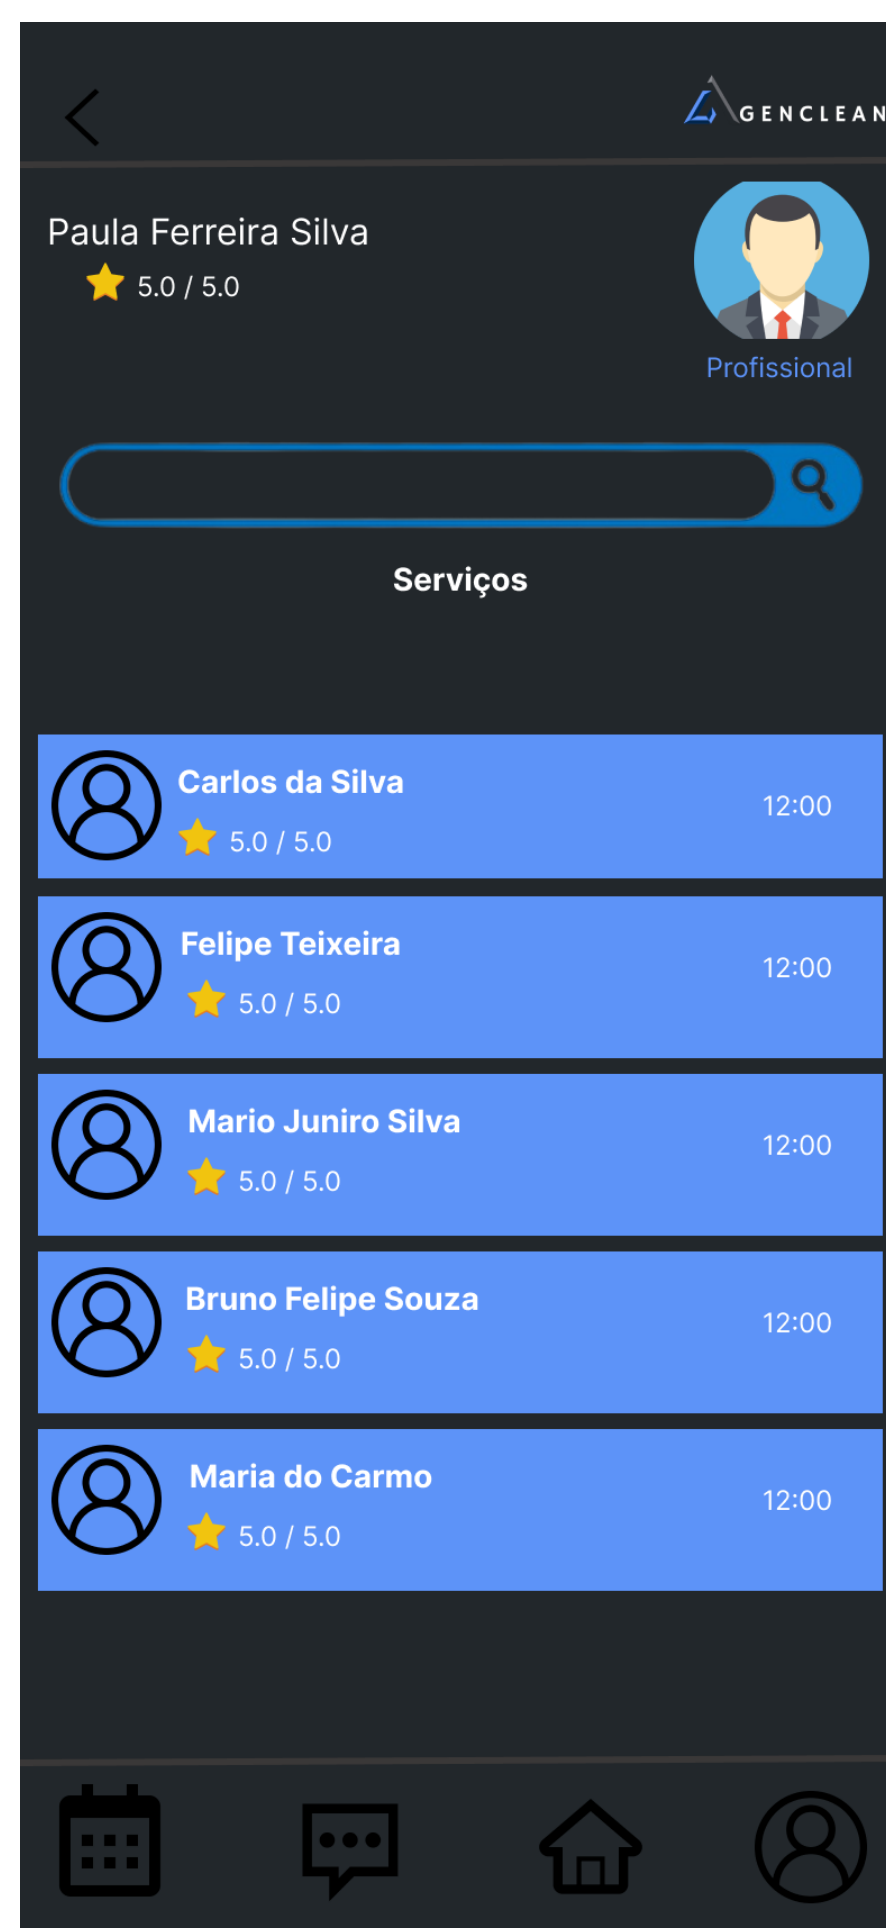 GENCLEAN
Paula Ferreira Silva
5.0 / 5.0
Profissional
Serviços
Carlos da Silva
5.0 / 5.0
12:00
Felipe Teixeira
5.0 / 5.0
12:00
Mario Juniro Silva
5.0 / 5.0
12:00
Bruno Felipe Souza
5.0 / 5.0
12:00
Maria do Carmo
5.0 / 5.0
12:00